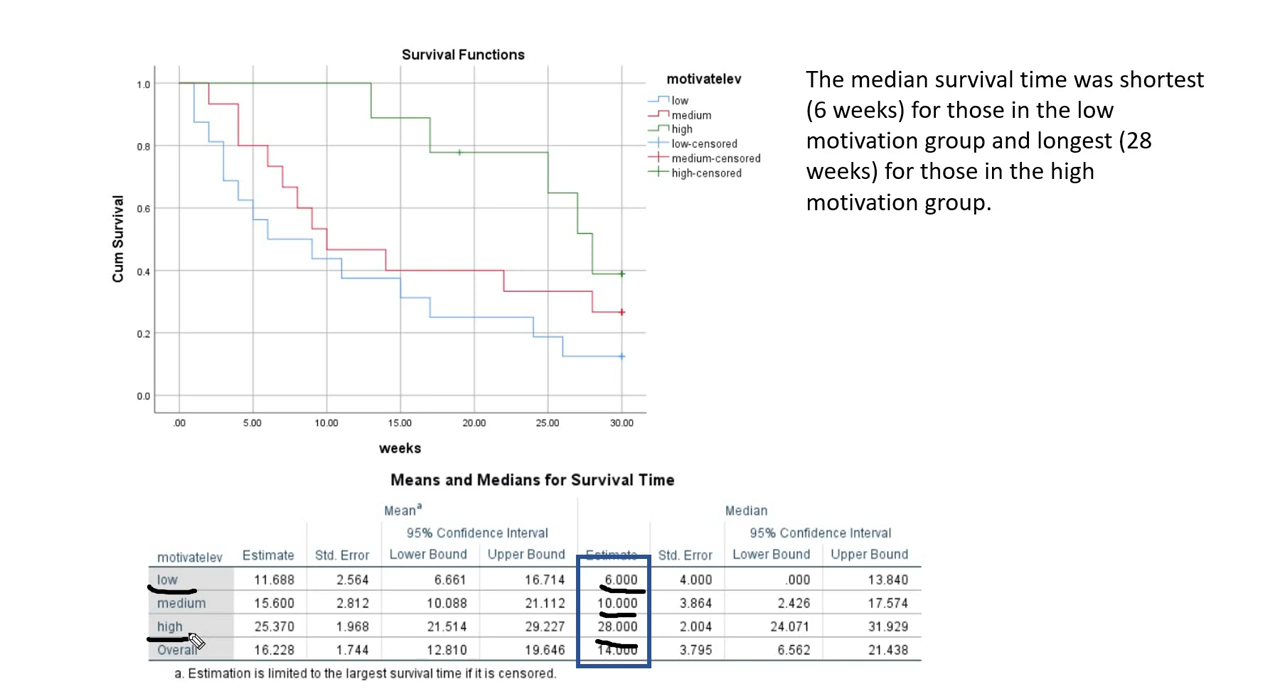 Survival Functions
motivatelev
low
medium
high
low-censored
medium-censored
high-censored
The median survival time was shortest
(6 weeks) for those in the low
motivation group and longest (28
weeks) for those in the high
motivation group.
Cum Survival
1.0
0.8
0.6
0.4
0.2
0.0
.00 5.00 10.00 15.00 20.00 25.00 30.00
weeks
Means and Medians for Survival Time
Meanᵃ Median
95% Confidence Interval 95% Confidence Interval
motivatelev Estimate Std. Error Lower Bound Upper Bound Estimate Std. Error Lower Bound Upper Bound
low 11.688 2.564 6.661 16.714 6.000 4.000 .000 13.840
medium 15.600 2.812 10.088 21.112 10.000 3.864 2.426 17.574
high 25.370 1.968 21.514 29.227 28.000 2.004 24.071 31.929
Overall 16.228 1.744 12.810 19.646 14.000 3.795 6.562 21.438
a. Estimation is limited to the largest survival time if it is censored.